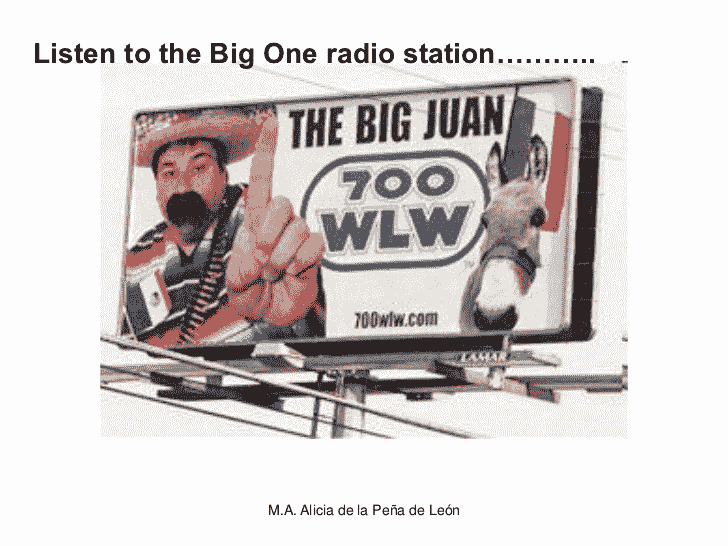 Listen to the Big One radio station………..
THE BIG JUAN
700
WLW
700wlw.com
LAMAR
M.A. Alicia de la Peña de León